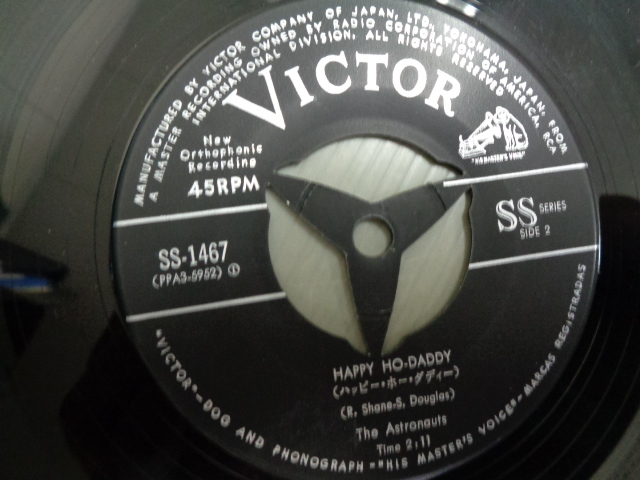 MANUFACTURED BY VICTOR COMPANY OF JAPAN, LTD., YOKOHAMA, JAPAN, FROM
A MASTER RECORDING OWNED BY RADIO CORPORATION OF AMERICA, RCA
INTERNATIONAL DIVISION, ALL RIGHTS RESERVED
VICTOR
"HIS MASTER'S VOICE"
New
Orthophonic
Recording
45RPM
SS SERIES
SIDE 2
SS-1467
(PPA3-5952) Ⓙ
HAPPY HO-DADDY
(ハッピー・ホー・ダディー)
(R. Shane-S. Douglas)
The Astronauts
Time 2:11
"VICTOR"-DOG AND PHONOGRAPH-"HIS MASTER'S VOICE"-MARCAS REGISTRADAS